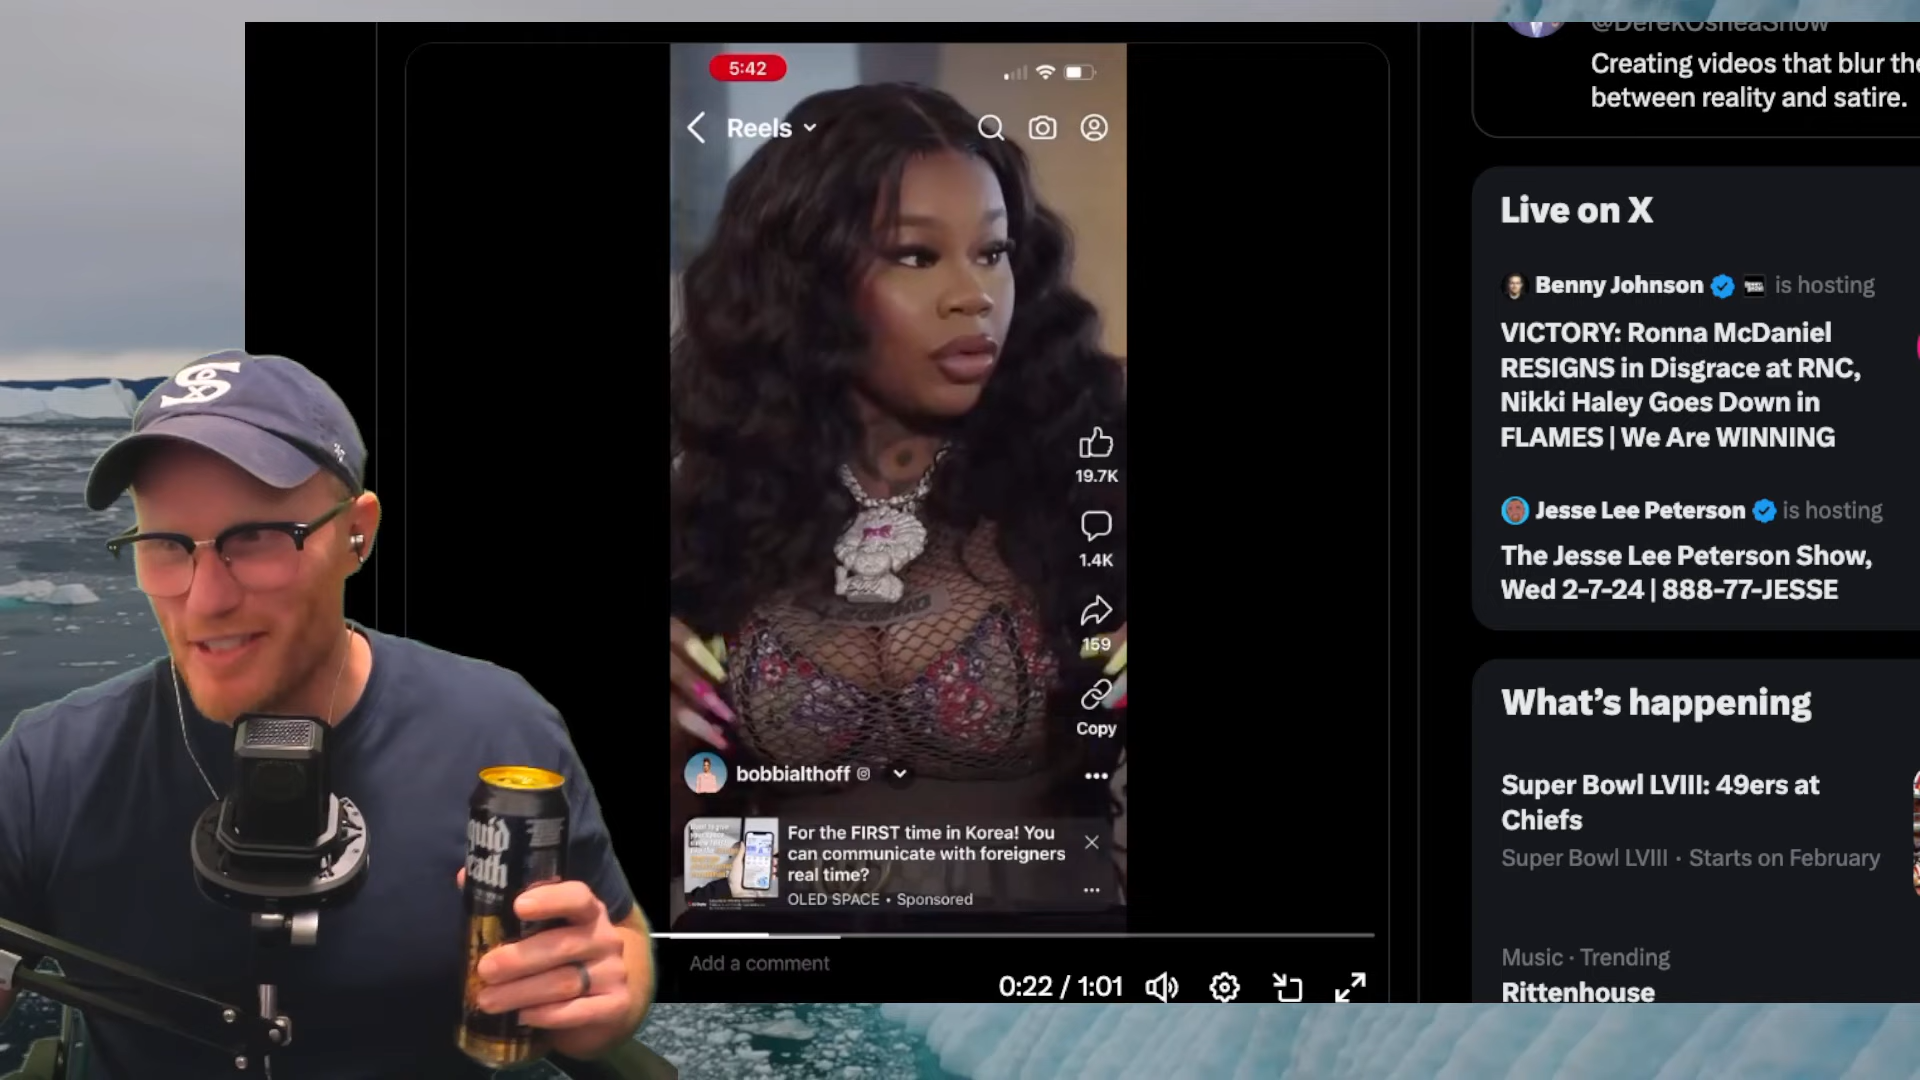 @DerekOsheaShow
Creating videos that blur the
between reality and satire.
5:42
Reels
Live on X
Benny Johnson is hosting
VICTORY: Ronna McDaniel
RESIGNS in Disgrace at RNC,
Nikki Haley Goes Down in
FLAMES | We Are WINNING
Jesse Lee Peterson is hosting
The Jesse Lee Peterson Show,
Wed 2-7-24 | 888-77-JESSE
19.7K
1.4K
159
Copy
bobbialthoff
For the FIRST time in Korea! You
can communicate with foreigners
real time?
OLED SPACE • Sponsored
Add a comment
0:22 / 1:01
What's happening
Super Bowl LVIII: 49ers at
Chiefs
Super Bowl LVIII · Starts on February
Music · Trending
Rittenhouse
S
quid
eath